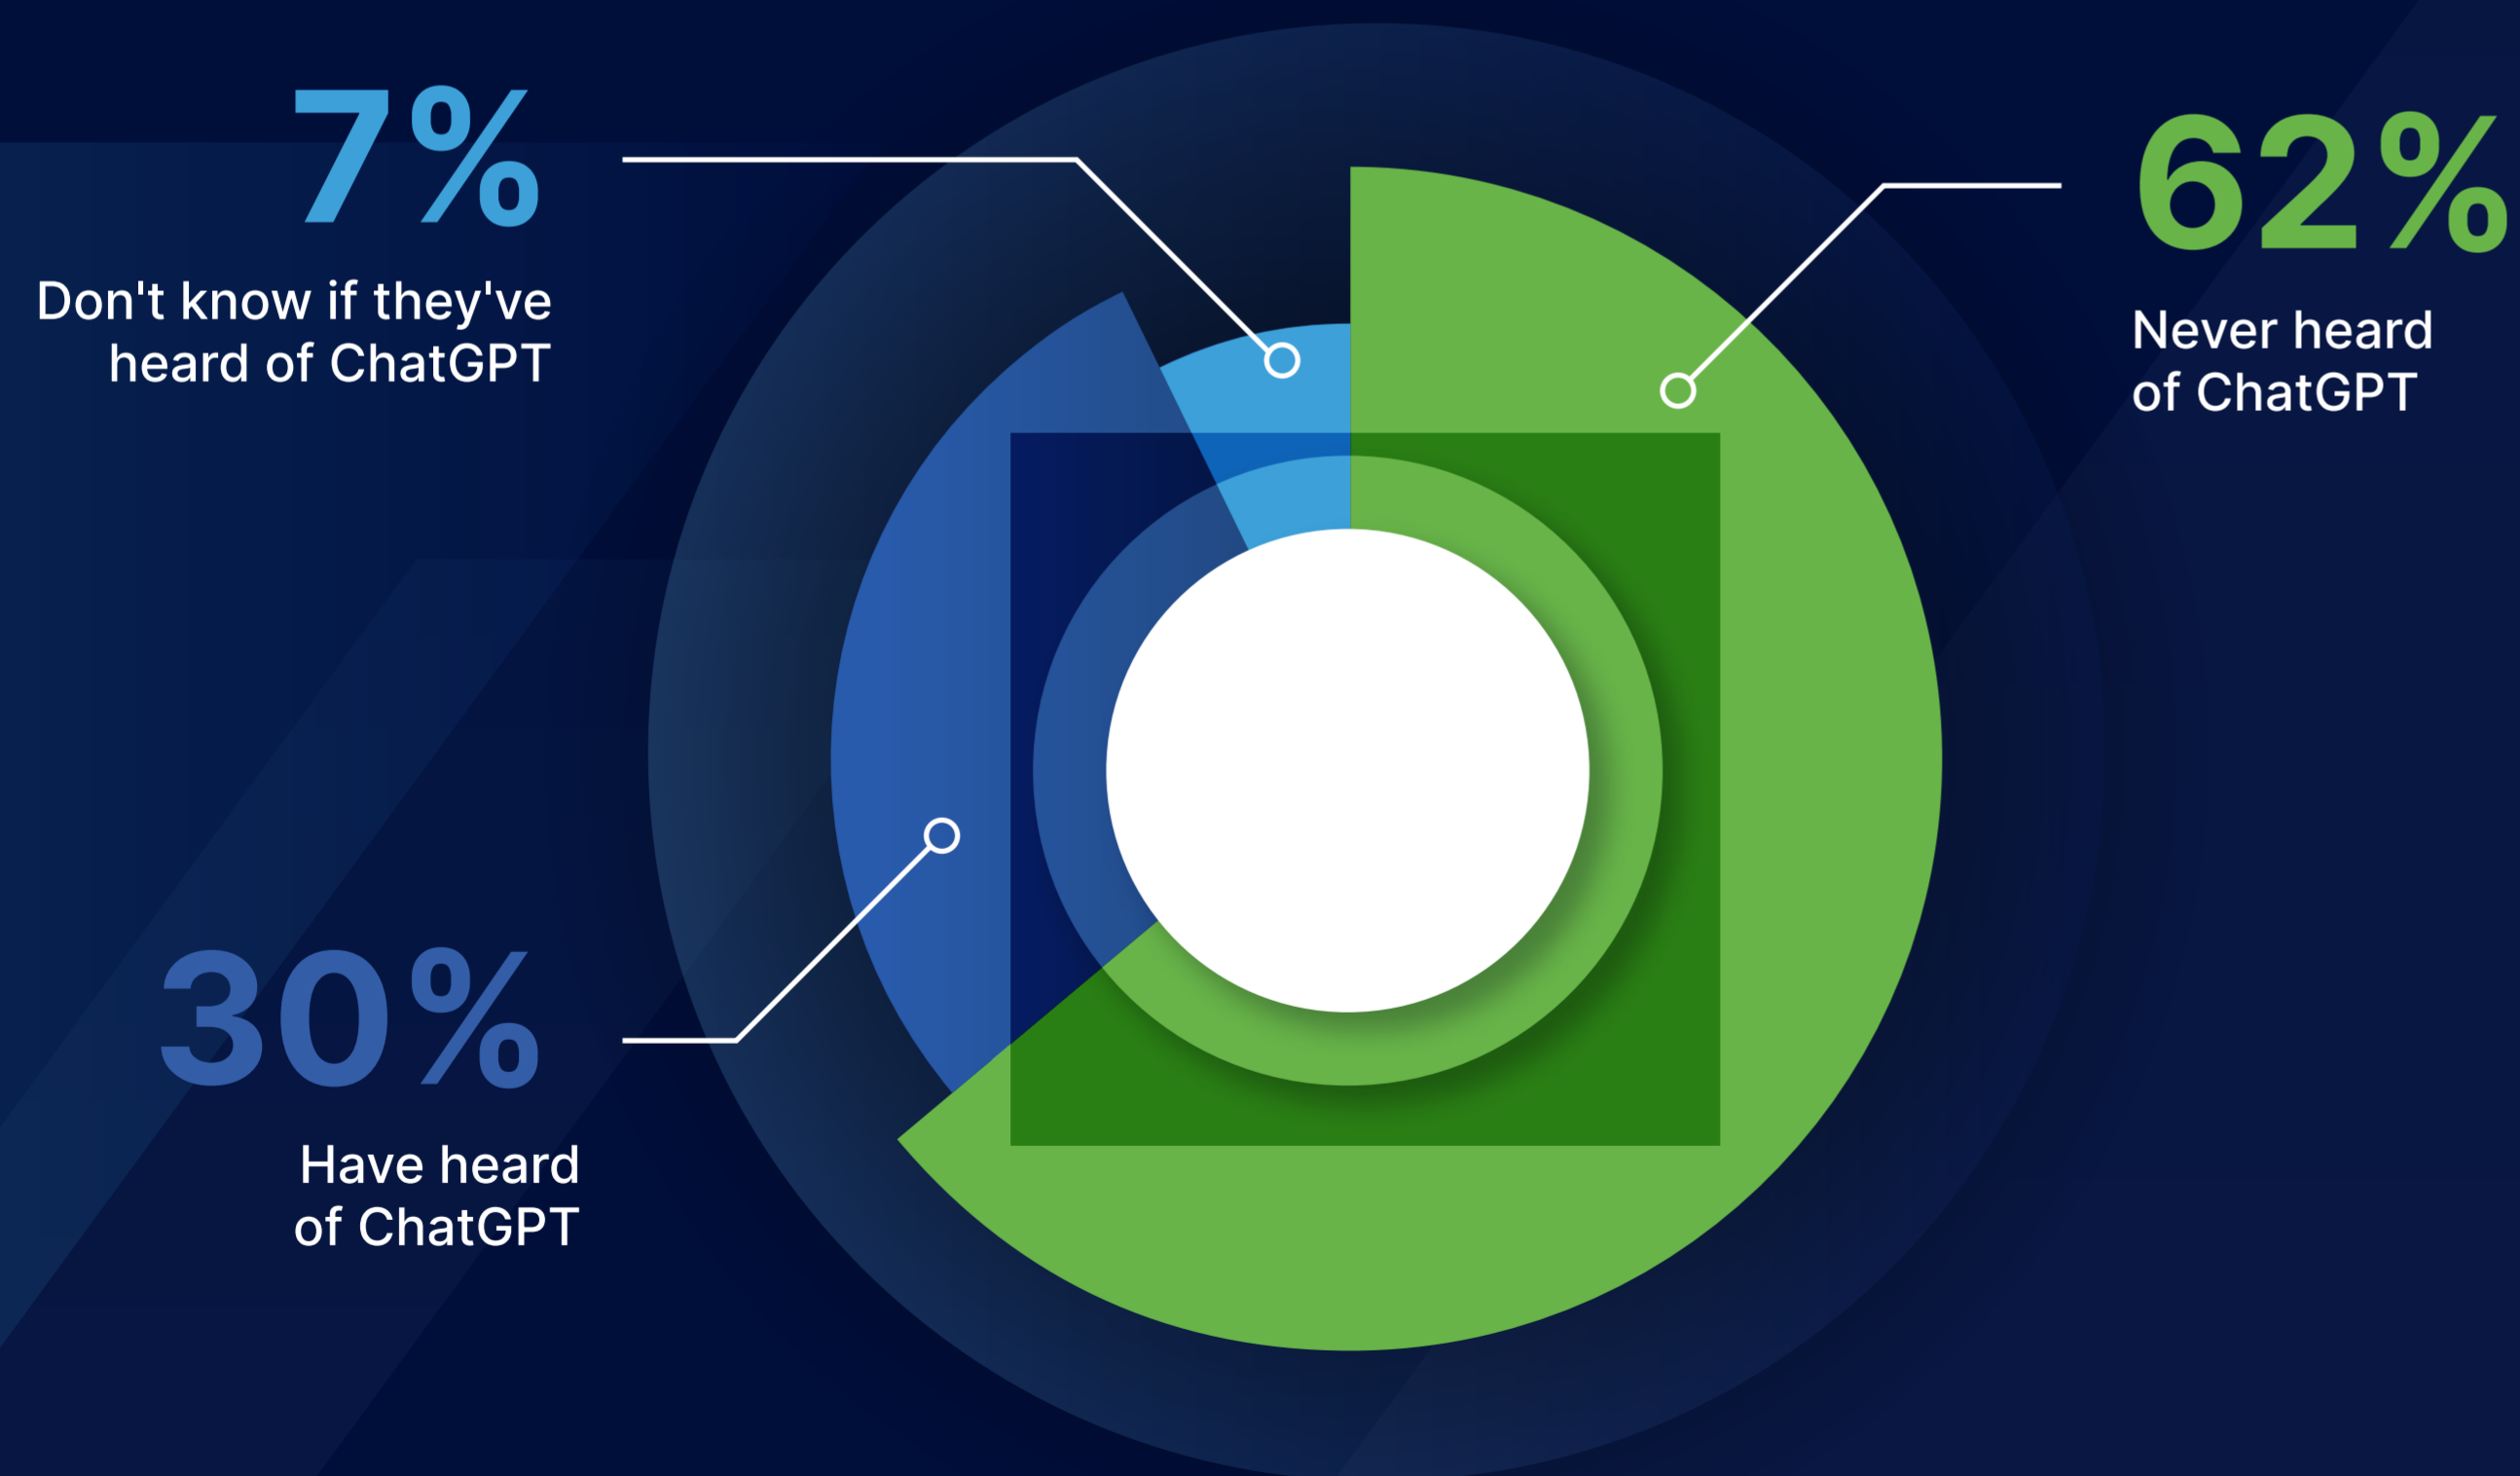 7%
Don't know if they've
heard of ChatGPT
62%
Never heard
of ChatGPT
30%
Have heard
of ChatGPT